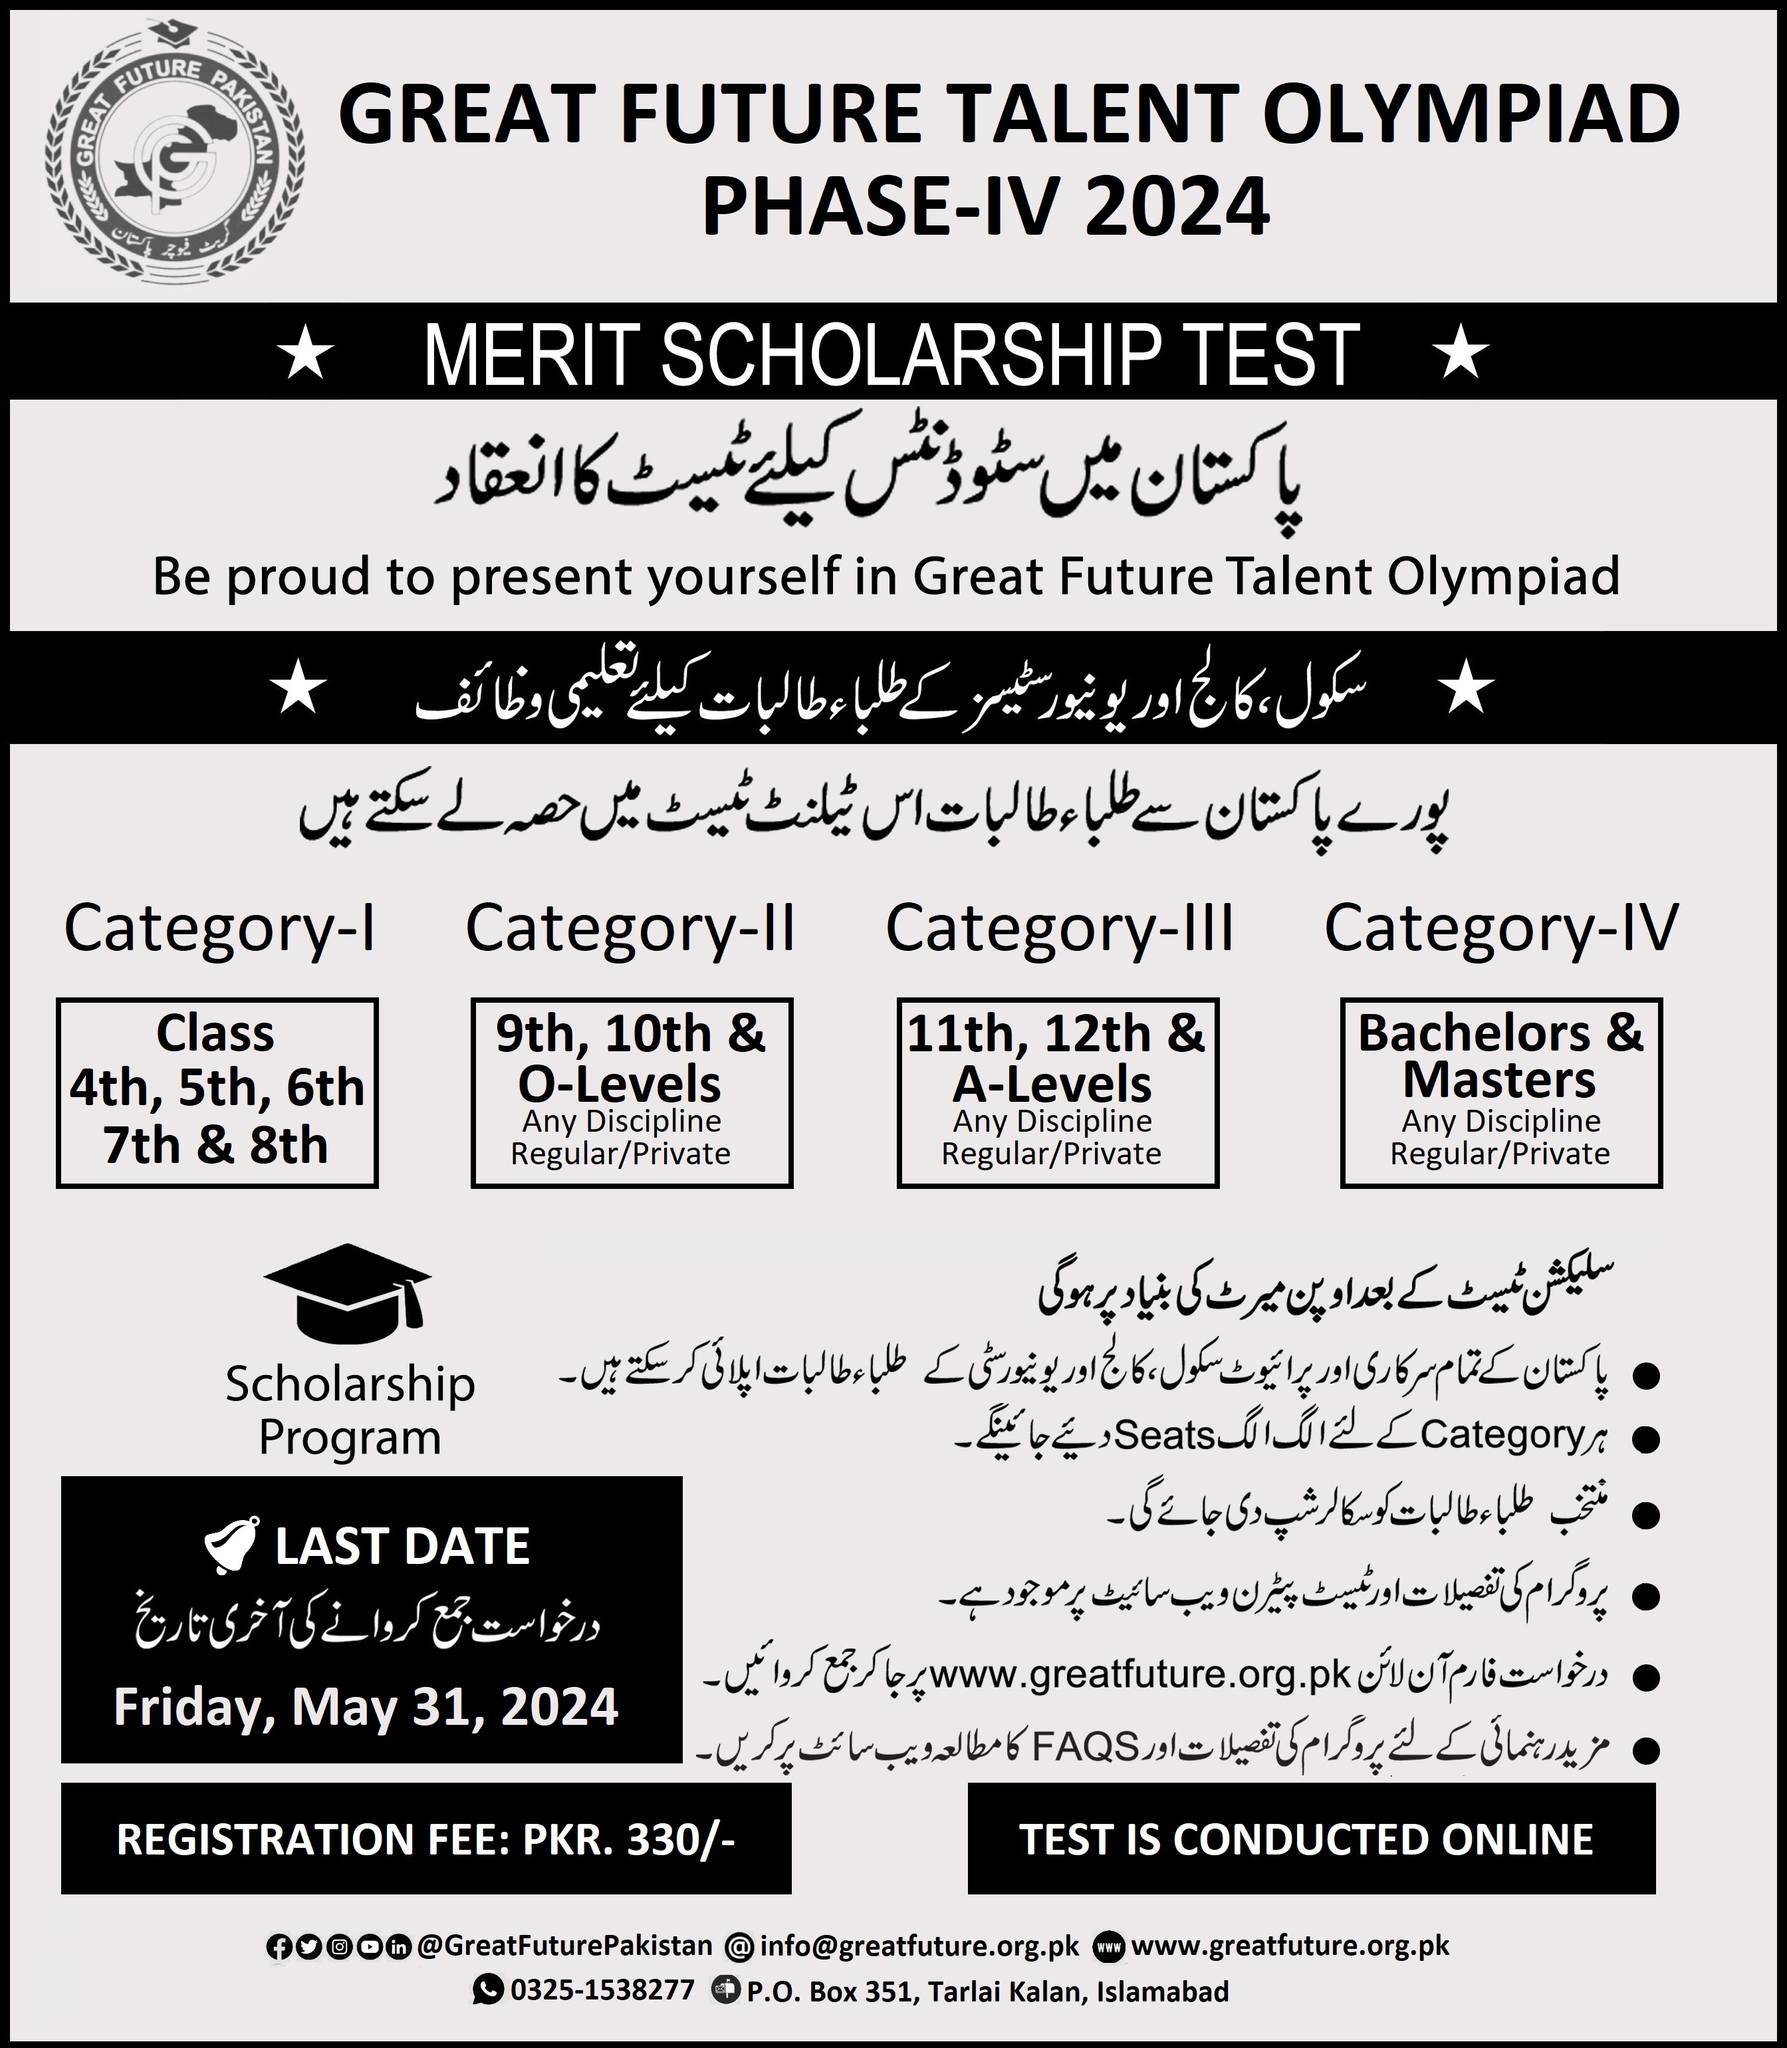 GREAT FUTURE PAKISTAN
گریٹ فیوچر پاکستان
GREAT FUTURE TALENT OLYMPIAD
PHASE-IV 2024
MERIT SCHOLARSHIP TEST
پاکستان میں سٹوڈنٹس کیلئے ٹیسٹ کا انعقاد
Be proud to present yourself in Great Future Talent Olympiad
سکول، کالج اور یونیورسٹیز کے طلباء طالبات کیلئے تعلیمی وظائف
پورے پاکستان سے طلباء طالبات اس ٹیلنٹ ٹیسٹ میں حصہ لے سکتے ہیں
Category-I
Class
4th, 5th, 6th
7th & 8th
Category-II
9th, 10th &
O-Levels
Any Discipline
Regular/Private
Category-III
11th, 12th &
A-Levels
Any Discipline
Regular/Private
Category-IV
Bachelors &
Masters
Any Discipline
Regular/Private
Scholarship
Program
سلیکشن ٹیسٹ کے بعد اوپن میرٹ کی بنیاد پر ہوگی
● پاکستان کے تمام سرکاری اور پرائیوٹ سکول، کالج اور یونیورسٹی کے طلباء طالبات اپلائی کر سکتے ہیں۔
● ہر Category کے لئے الگ الگ Seats دیئے جائینگے۔
● منتخب طلباء طالبات کو سکالرشپ دی جائے گی۔
● پروگرام کی تفصیلات اور ٹیسٹ پیٹرن ویب سائیٹ پر موجود ہے۔
● درخواست فارم آن لائن www.greatfuture.org.pk پر جا کر جمع کروائیں۔
● مزید رہنمائی کے لئے پروگرام کی تفصیلات اور FAQS کا مطالعہ ویب سائٹ پر کریں۔
LAST DATE
درخواست جمع کروانے کی آخری تاریخ
Friday, May 31, 2024
REGISTRATION FEE: PKR. 330/-
TEST IS CONDUCTED ONLINE
@GreatFuturePakistan @ info@greatfuture.org.pk www www.greatfuture.org.pk
0325-1538277 P.O. Box 351, Tarlai Kalan, Islamabad